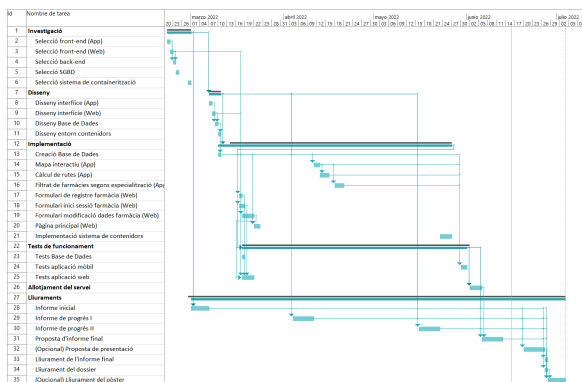 Id Nombre de tarea
marzo 2022 abril 2022 mayo 2022 junio 2022 julio 2022
1 Investigació
2 Selecció front-end (App)
3 Selecció front-end (Web)
4 Selecció back-end
5 Selecció SGBD
6 Selecció sistema de containerització
7 Disseny
8 Disseny interfíice (App)
9 Disseny interfície (Web)
10 Disseny Base de Dades
11 Disseny entorn contenidors
12 Implementació
13 Creació Base de Dades
14 Mapa interactiu (App)
15 Càlcul de rutes (App)
16 Filtrat de farmàcies segons especialització (App
17 Formulari de registre farmàcia (Web)
18 Formulari inici sessió farmàcia (Web)
19 Formulari modificació dades farmàcia (Web)
20 Pàgina principal (Web)
21 Implementació sistema de contenidors
22 Tests de funcionament
23 Tests Base de Dades
24 Tests aplicació mòbil
25 Tests aplicació web
26 Allotjament del servei
27 Lliuraments
28 Informe inicial
29 Informe de progrés I
30 Informe de progrés II
31 Proposta d'informe final
32 (Opcional) Proposta de presentació
33 Lliurament de l'informe final
34 Lliurament del dossier
35 (Opcional) Lliurament del pòster